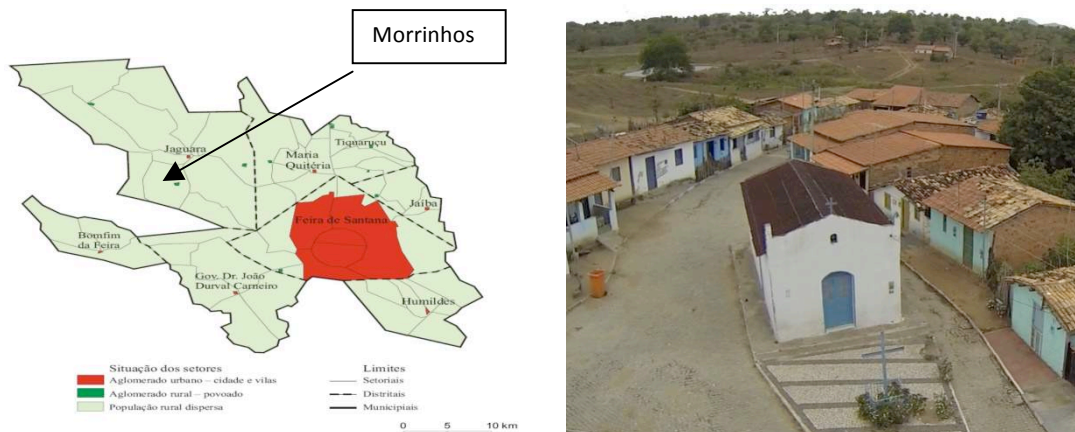 Morrinhos
Jaguara
Maria
Quitéria
Tiquaruçu
Jaíba
Feira de Santana
Bomfim
da Feira
Gov. Dr. João
Durval Carneiro
Humildes
Situação dos setores
Aglomerado urbano – cidade e vilas
Aglomerado rural – povoado
População rural dispersa
Limites
Setoriais
Distritais
Municipiais
0 5 10 km